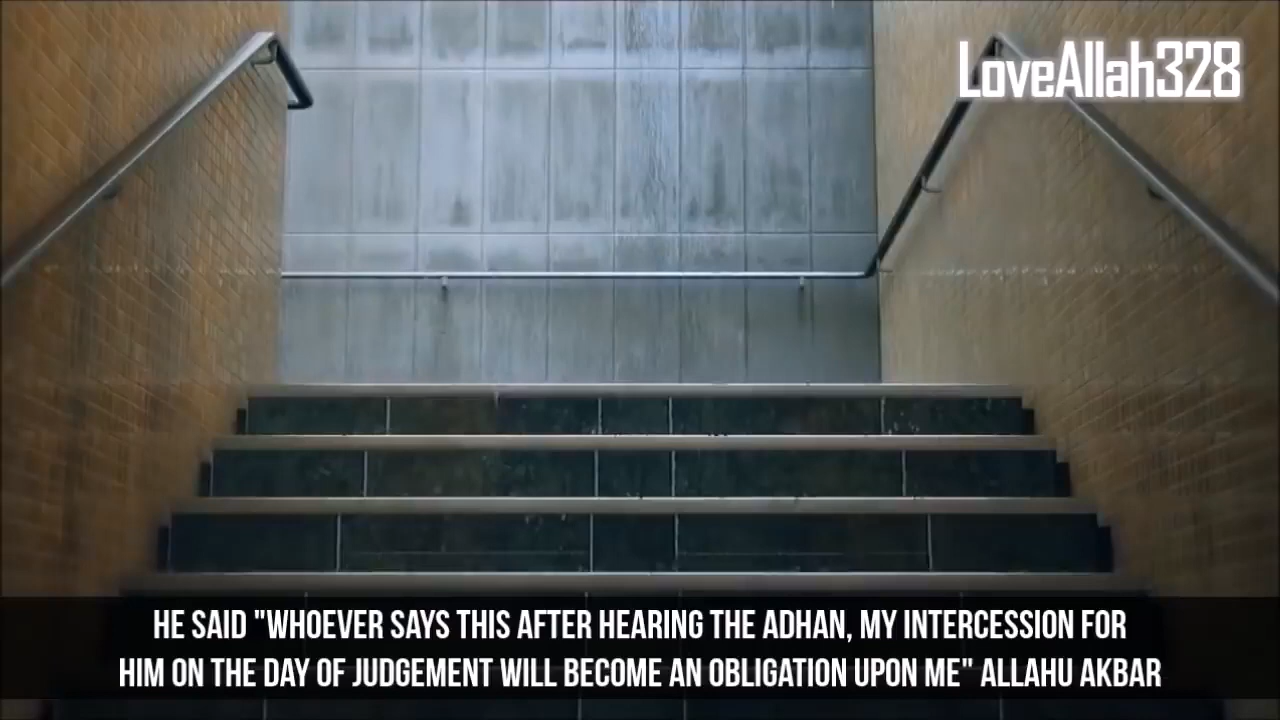 LoveAllah328
HE SAID "WHOEVER SAYS THIS AFTER HEARING THE ADHAN, MY INTERCESSION FOR
HIM ON THE DAY OF JUDGEMENT WILL BECOME AN OBLIGATION UPON ME" ALLAHU AKBAR